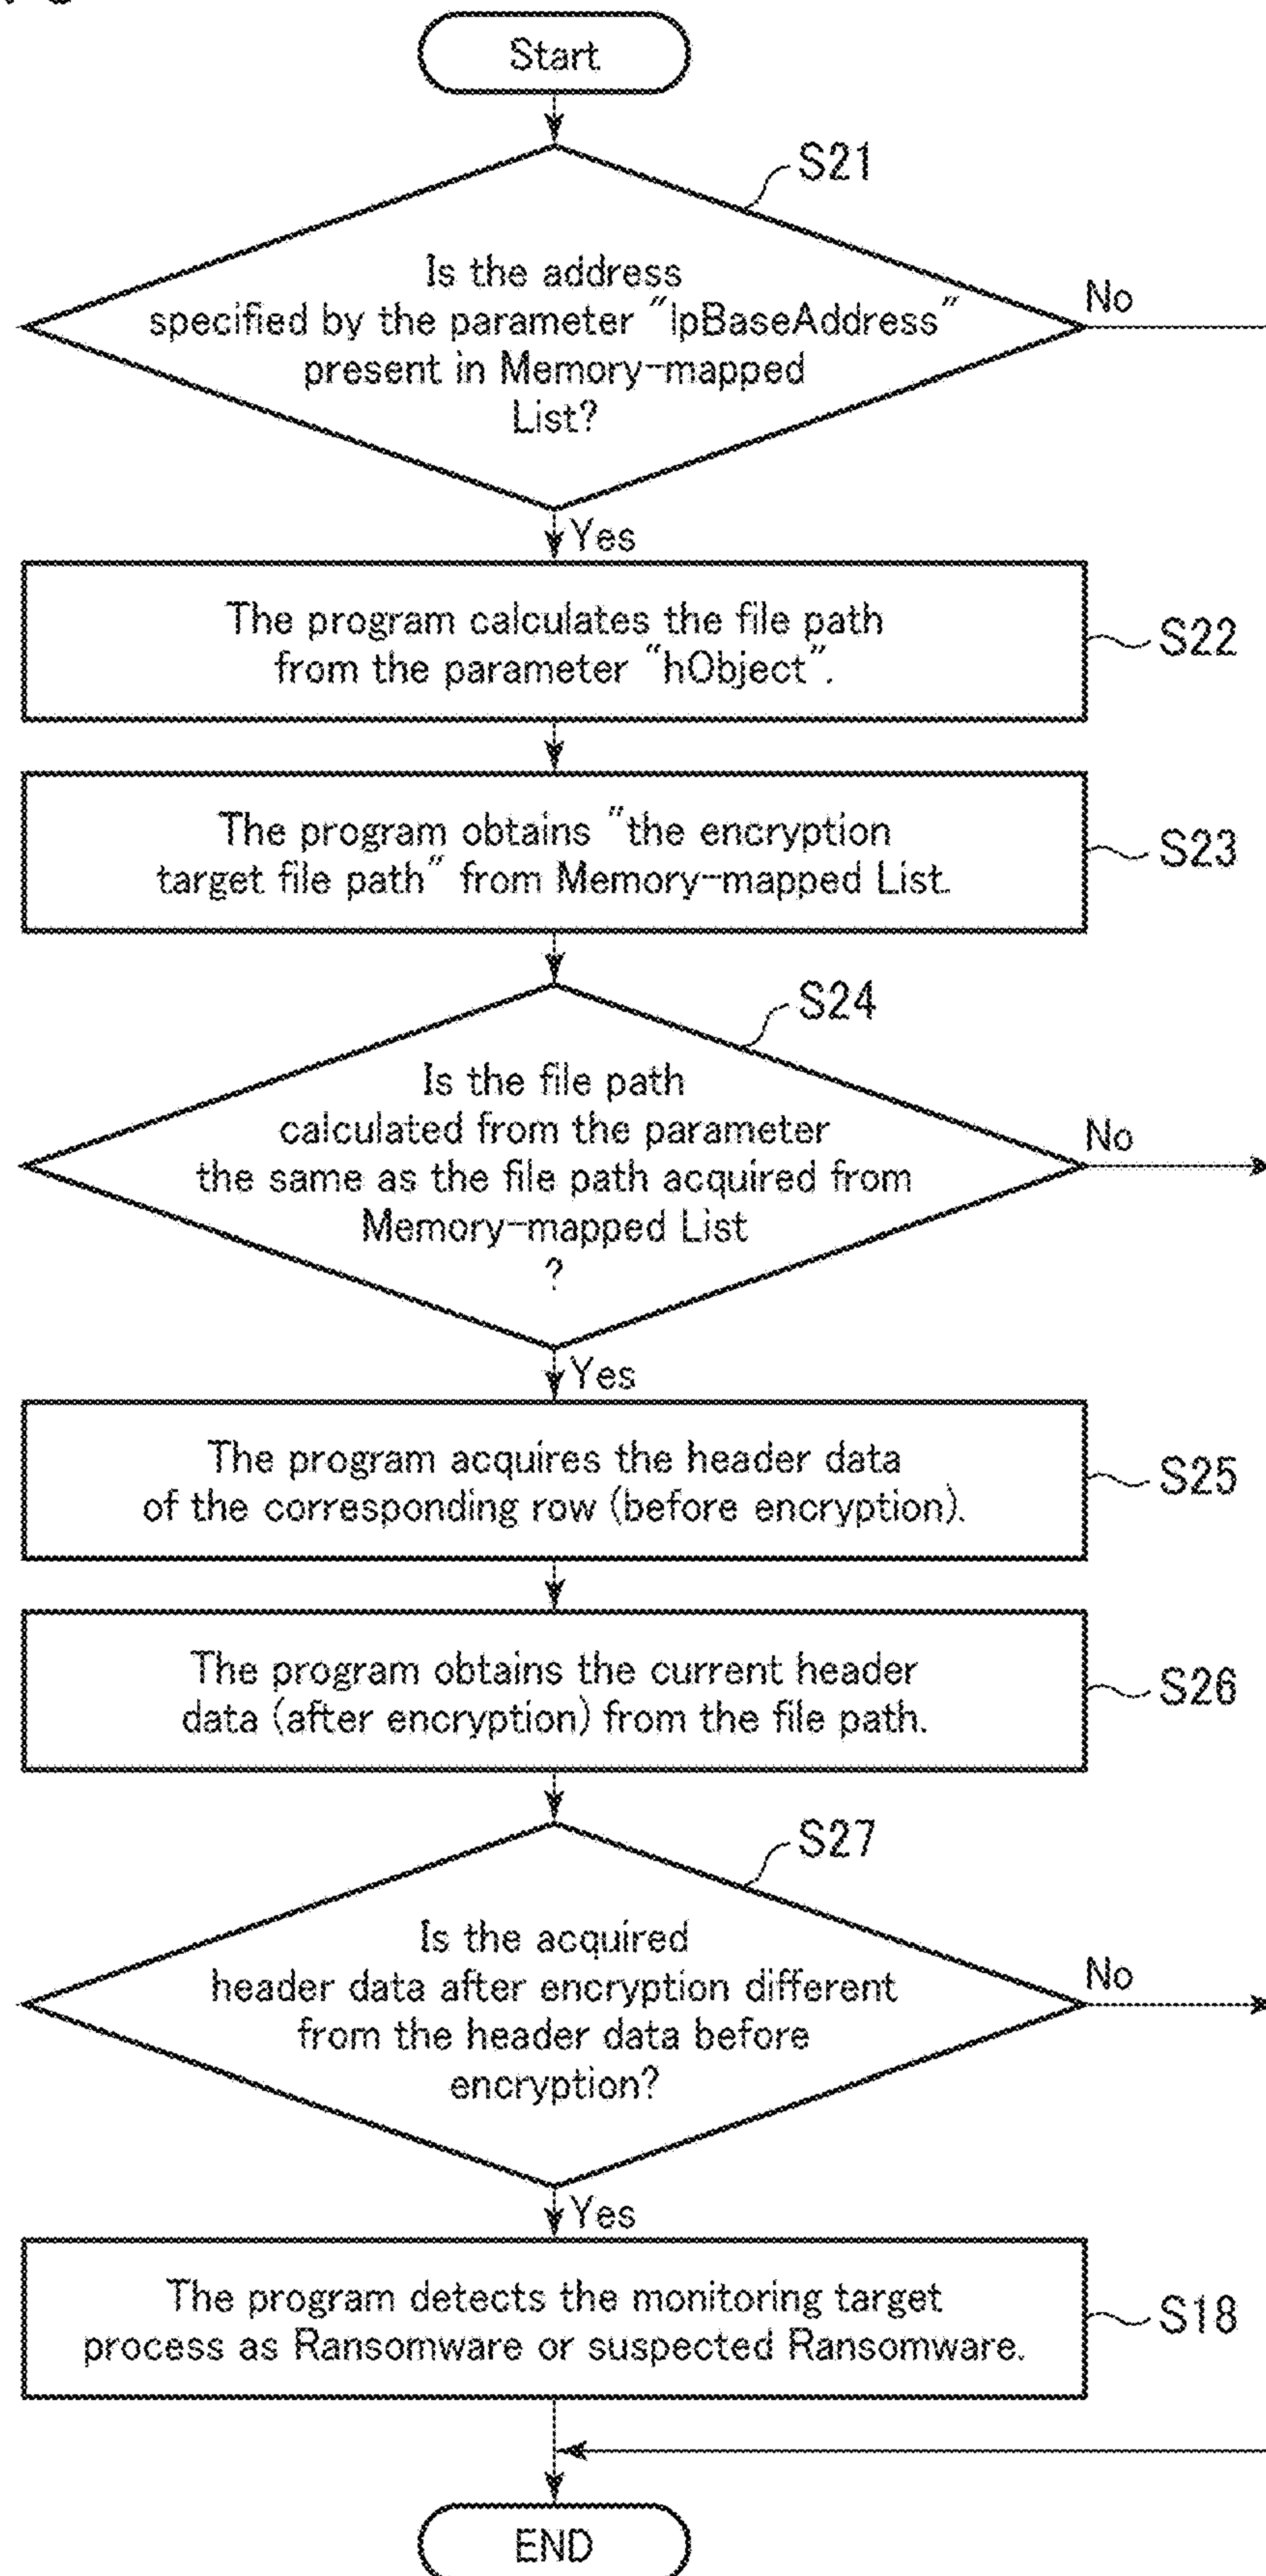 Start
S21
Is the address
specified by the parameter "lpBaseAddress"
present in Memory-mapped
List?
No
Yes
The program calculates the file path
from the parameter "hObject".
S22
The program obtains "the encryption
target file path" from Memory-mapped List.
S23
S24
Is the file path
calculated from the parameter
the same as the file path acquired from
Memory-mapped List
?
No
Yes
The program acquires the header data
of the corresponding row (before encryption).
S25
The program obtains the current header
data (after encryption) from the file path.
S26
S27
Is the acquired
header data after encryption different
from the header data before
encryption?
No
Yes
The program detects the monitoring target
process as Ransomware or suspected Ransomware.
S18
END